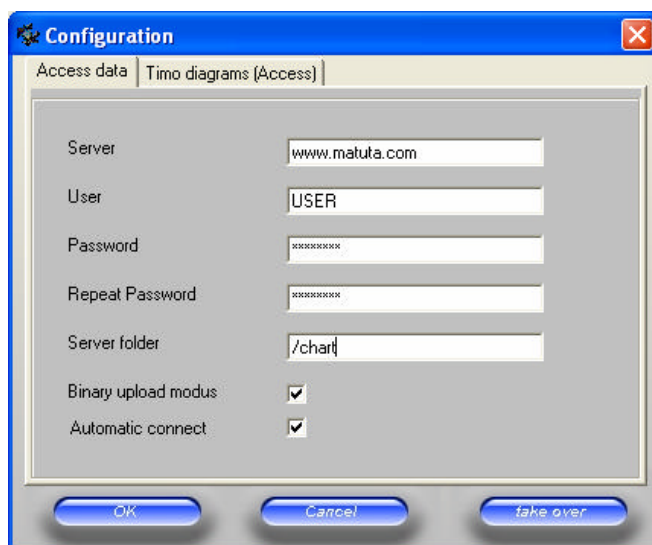 Configuration
Access data Timo diagrams (Access)
Server www.matuta.com
User USER
Password ********
Repeat Password ********
Server folder /chart
Binary upload modus
Automatic connect
OK Cancel take over